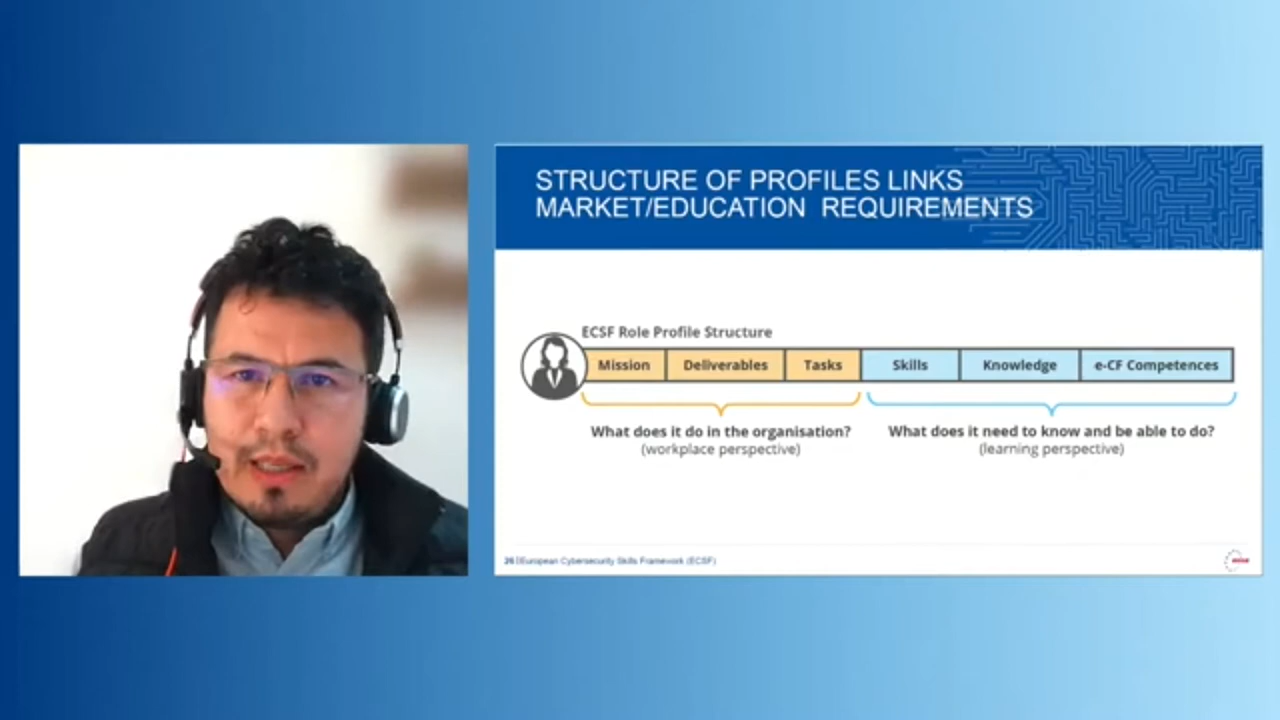 STRUCTURE OF PROFILES LINKS
MARKET/EDUCATION REQUIREMENTS
ECSF Role Profile Structure
Mission Deliverables Tasks Skills Knowledge e-CF Competences
What does it do in the organisation? What does it need to know and be able to do?
(workplace perspective) (learning perspective)
26 | European Cybersecurity Skills Framework (ECSF)
enisa